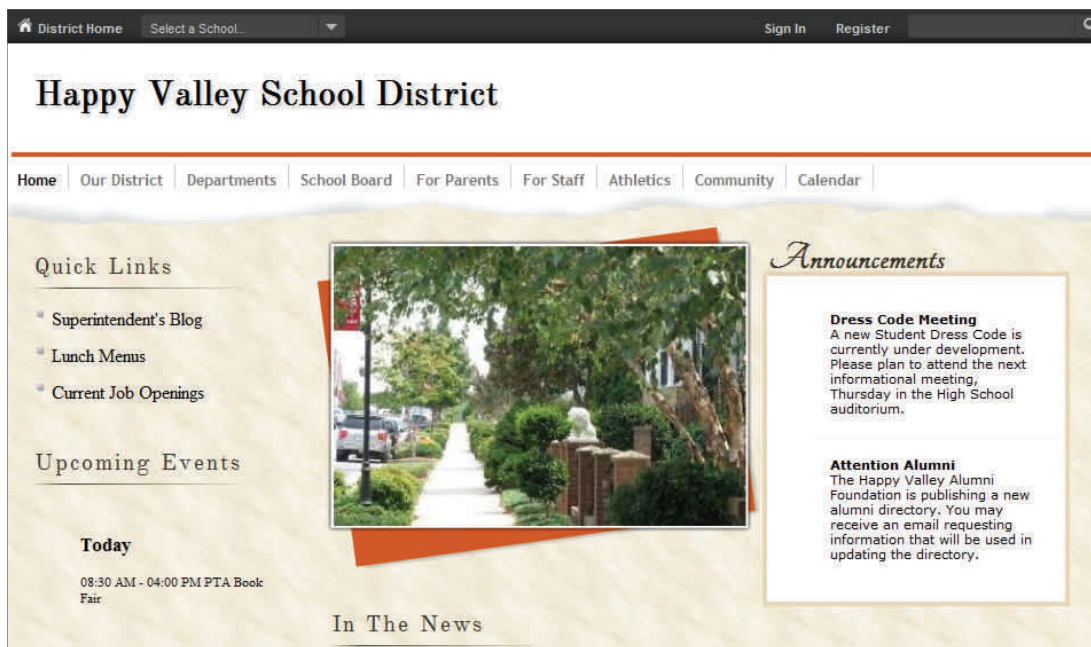 District Home Select a School... Sign In Register
Happy Valley School District
Home Our District Departments School Board For Parents For Staff Athletics Community Calendar
Quick Links
Superintendent's Blog
Lunch Menus
Current Job Openings
Upcoming Events
Today
08:30 AM - 04:00 PM PTA Book
Fair
In The News
Announcements
Dress Code Meeting
A new Student Dress Code is
currently under development.
Please plan to attend the next
informational meeting,
Thursday in the High School
auditorium.
Attention Alumni
The Happy Valley Alumni
Foundation is publishing a new
alumni directory. You may
receive an email requesting
information that will be used in
updating the directory.